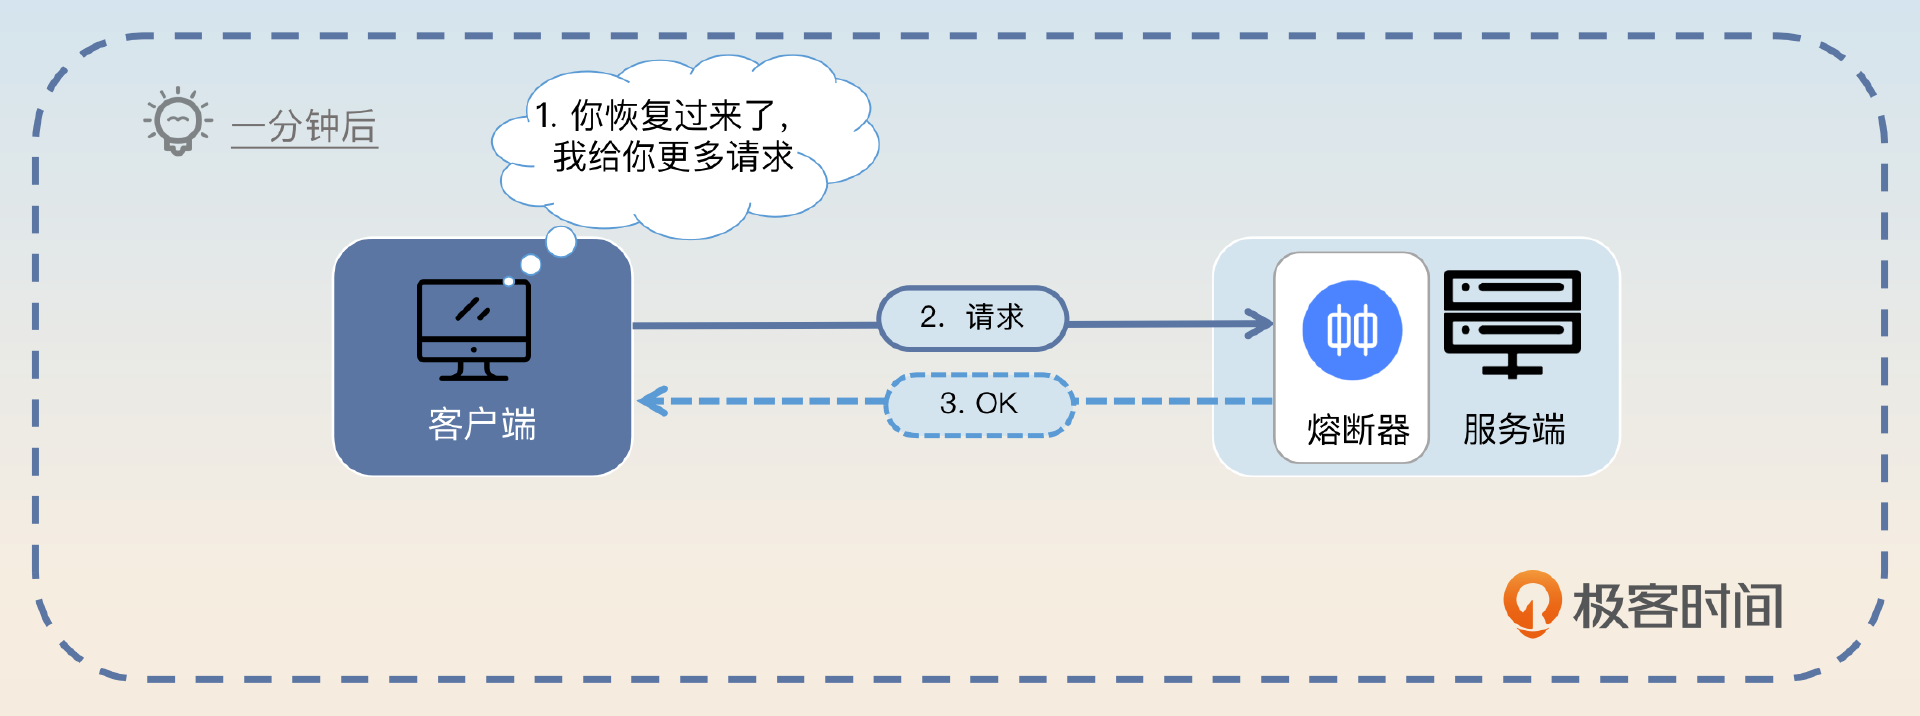 一分钟后
1. 你恢复过来了,
我给你更多请求
2. 请求
3. OK
客户端
熔断器
服务端
极客时间